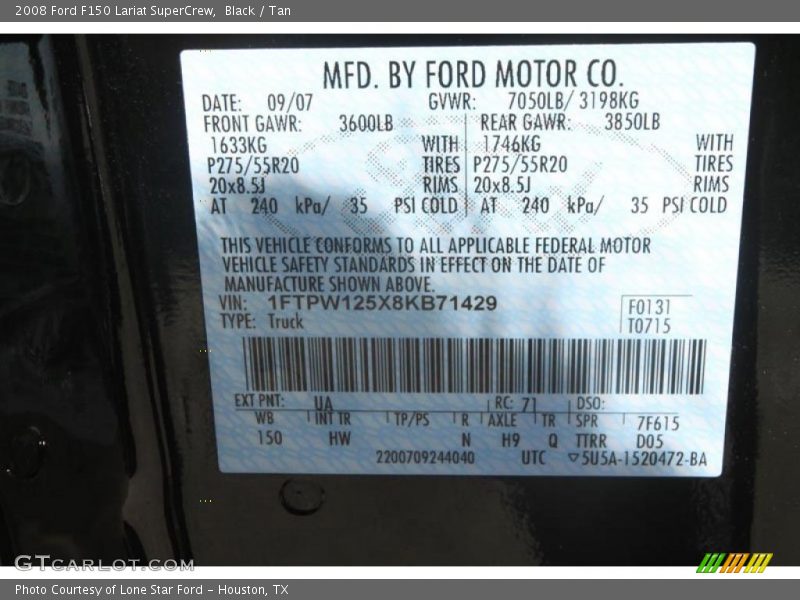 2008 Ford F150 Lariat SuperCrew, Black / Tan
MFD. BY FORD MOTOR CO.
DATE: 09/07 GVWR: 7050LB/ 3198KG
FRONT GAWR: 3600LB REAR GAWR: 3850LB
1633KG WITH 1746KG WITH
P275/55R20 TIRES P275/55R20 TIRES
20x8.5J RIMS 20x8.5J RIMS
AT 240 kPa/ 35 PSI COLD AT 240 kPa/ 35 PSI COLD
THIS VEHICLE CONFORMS TO ALL APPLICABLE FEDERAL MOTOR
VEHICLE SAFETY STANDARDS IN EFFECT ON THE DATE OF
MANUFACTURE SHOWN ABOVE.
VIN: 1FTPW125X8KB71429 F0131
TYPE: Truck T0715
EXT PNT: UA RC: 71 DSO:
WB INT TR TP/PS R AXLE TR SPR 7F615
150 HW N H9 Q TTRR D05
2200709244040 UTC ▽5U5A-1520472-BA
GTCARLOT.COM
Photo Courtesy of Lone Star Ford - Houston, TX